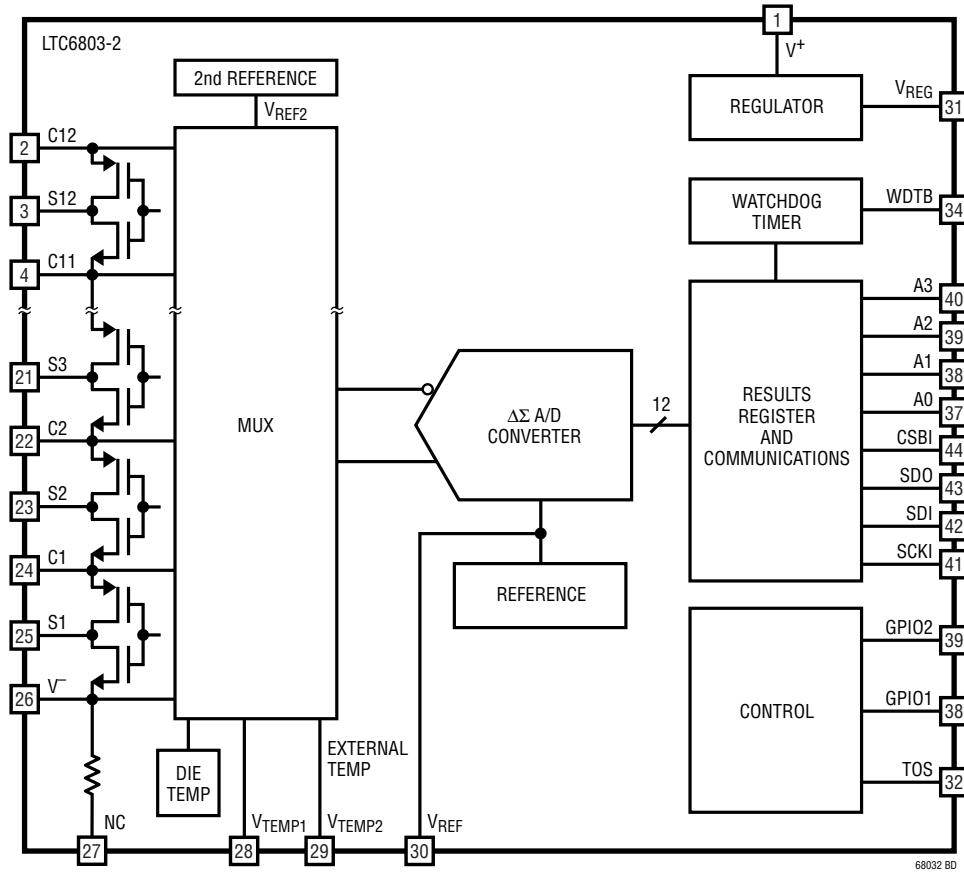 LTC6803-2
1
V+
2nd REFERENCE
VREF2
REGULATOR
VREG
31
2
C12
3
S12
4
C11
WATCHDOG
TIMER
WDTB
34
21
S3
22
C2
23
S2
24
C1
25
S1
26
V–
MUX
ΔΣ A/D
CONVERTER
12
REFERENCE
RESULTS
REGISTER
AND
COMMUNICATIONS
A3
40
A2
39
A1
38
A0
37
CSBI
44
SDO
43
SDI
42
SCKI
41
CONTROL
GPIO2
39
GPIO1
38
TOS
32
DIE
TEMP
EXTERNAL
TEMP
NC
27
VTEMP1
28
VTEMP2
29
VREF
30
68032 BD